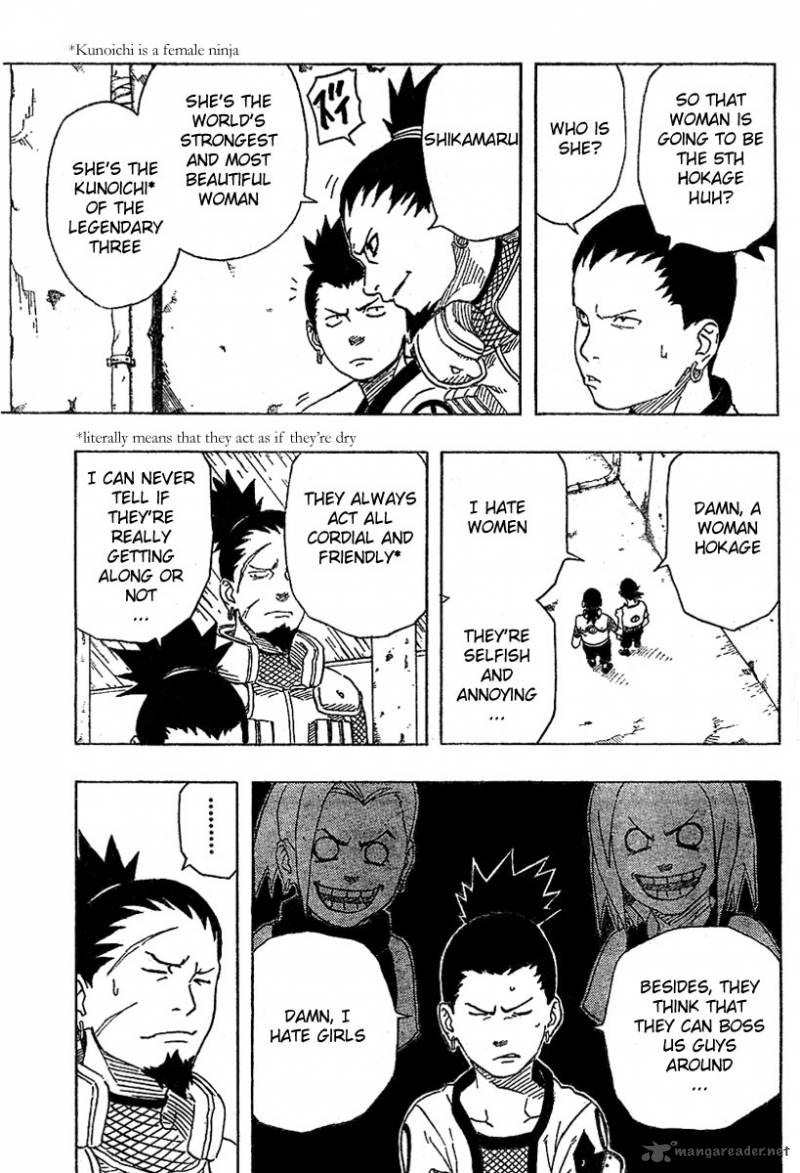 *Kunoichi is a female ninja
SO THAT
WOMAN IS
GOING TO BE
THE 5TH
HOKAGE
HUH?
WHO IS
SHE?
SHIKAMARU
ズイ
SHE'S THE
WORLD'S
STRONGEST
AND MOST
BEAUTIFUL
WOMAN
SHE'S THE
KUNOICHI*
OF THE
LEGENDARY
THREE
*literally means that they act as if they're dry
DAMN, A
WOMAN
HOKAGE
I HATE
WOMEN
THEY'RE
SELFISH
AND
ANNOYING
...
THEY ALWAYS
ACT ALL
CORDIAL AND
FRIENDLY*
I CAN NEVER
TELL IF
THEY'RE
REALLY
GETTING
ALONG OR
NOT
...
BESIDES, THEY
THINK THAT
THEY CAN BOSS
US GUYS
AROUND
...
DAMN, I
HATE GIRLS
........
mangareader.net